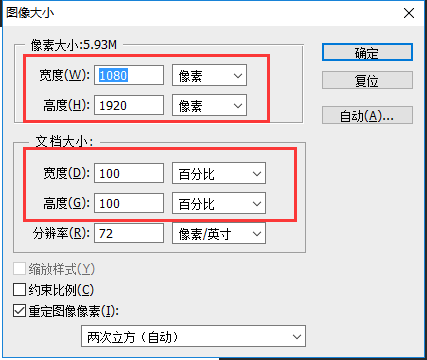 图像大小
像素大小:5.93M
宽度(W): 1080 像素
高度(H): 1920 像素
确定
复位
自动(A)...
文档大小:
宽度(D): 100 百分比
高度(G): 100 百分比
分辨率(R): 72 像素/英寸
缩放样式(Y)
约束比例(C)
重定图像像素(I):
两次立方（自动）